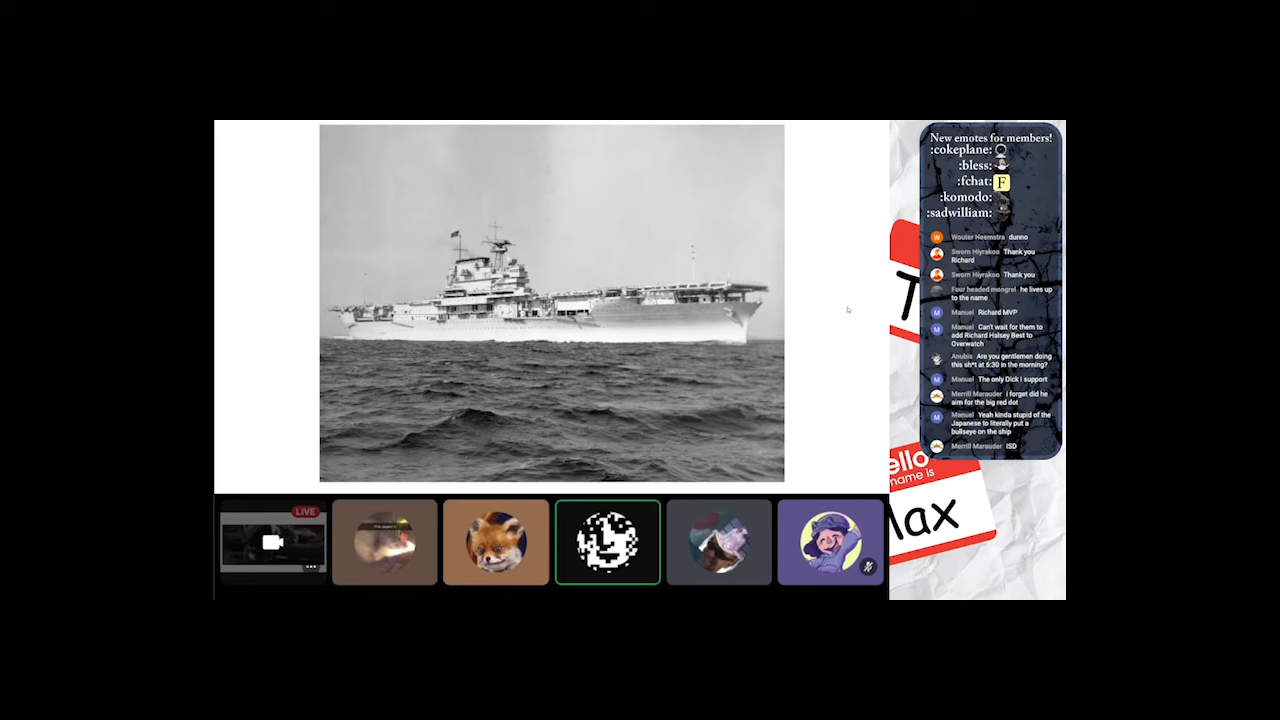 New emotes for members!
:cokeplane:
:bless:
:fchat: F
:komodo:
:sadwilliam:
W Wouter Heemstra dunno
Sworn Hiyrakoo Thank you
Richard
Sworn Hiyrakoo Thank you
Four headed mongrel he lives up
to the name
M Manuel Richard MVP
M Manuel Can't wait for them to
add Richard Halsey Best to
Overwatch
Anubis Are you gentlemen doing
this sh*t at 6:30 in the morning?
M Manuel The only Dick I support
Merrill Marauder i forget did he
aim for the big red dot
M Manuel Yeah kinda stupid of the
Japanese to literally put a
bullseye on the ship
Merrill Marauder ISD
T
ello
name is
Max
LIVE